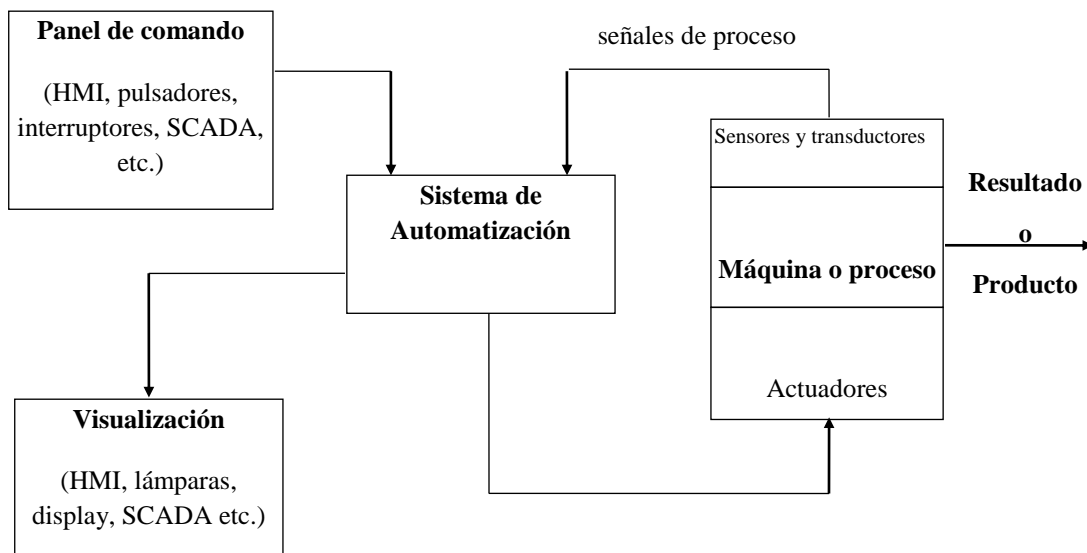 Panel de comando
(HMI, pulsadores,
interruptores, SCADA,
etc.)
señales de proceso
Sensores y transductores
Sistema de
Automatización
Máquina o proceso
Actuadores
Resultado
o
Producto
Visualización
(HMI, lámparas,
display, SCADA etc.)